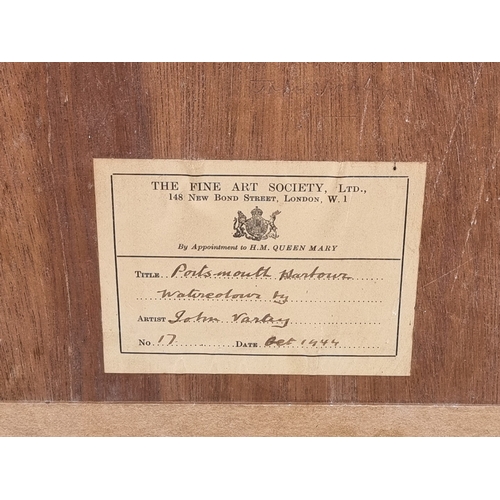 THE FINE ART SOCIETY, LTD.,
148 NEW BOND STREET, LONDON, W. 1
By Appointment to H.M. QUEEN MARY
TITLE Portsmouth Harbour
Watercolour by
ARTIST John Varley
No. 17 DATE Oct 1944